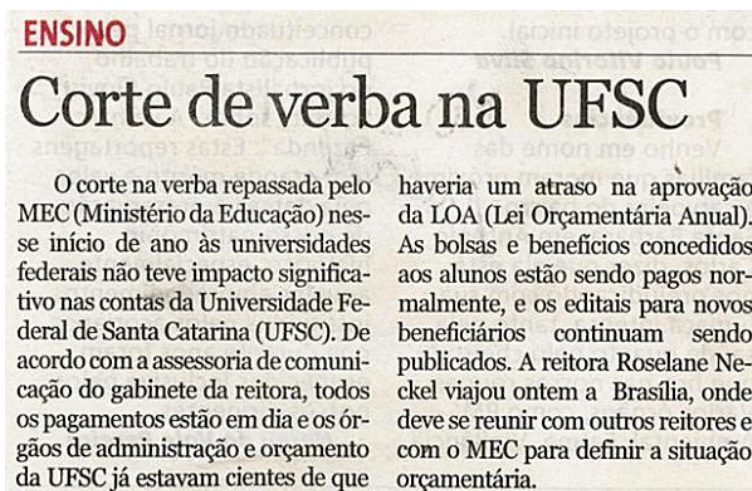 ENSINO
Corte de verba na UFSC
O corte na verba repassada pelo
MEC (Ministério da Educação) nes-
se início de ano às universidades
federais não teve impacto significa-
tivo nas contas da Universidade Fe-
deral de Santa Catarina (UFSC). De
acordo com a assessoria de comuni-
cação do gabinete da reitora, todos
os pagamentos estão em dia e os ór-
gãos de administração e orçamento
da UFSC já estavam cientes de que
haveria um atraso na aprovação
da LOA (Lei Orçamentária Anual).
As bolsas e benefícios concedidos
aos alunos estão sendo pagos nor-
malmente, e os editais para novos
beneficiários continuam sendo
publicados. A reitora Roselane Ne-
ckel viajou ontem a Brasília, onde
deve se reunir com outros reitores e
com o MEC para definir a situação
orçamentária.